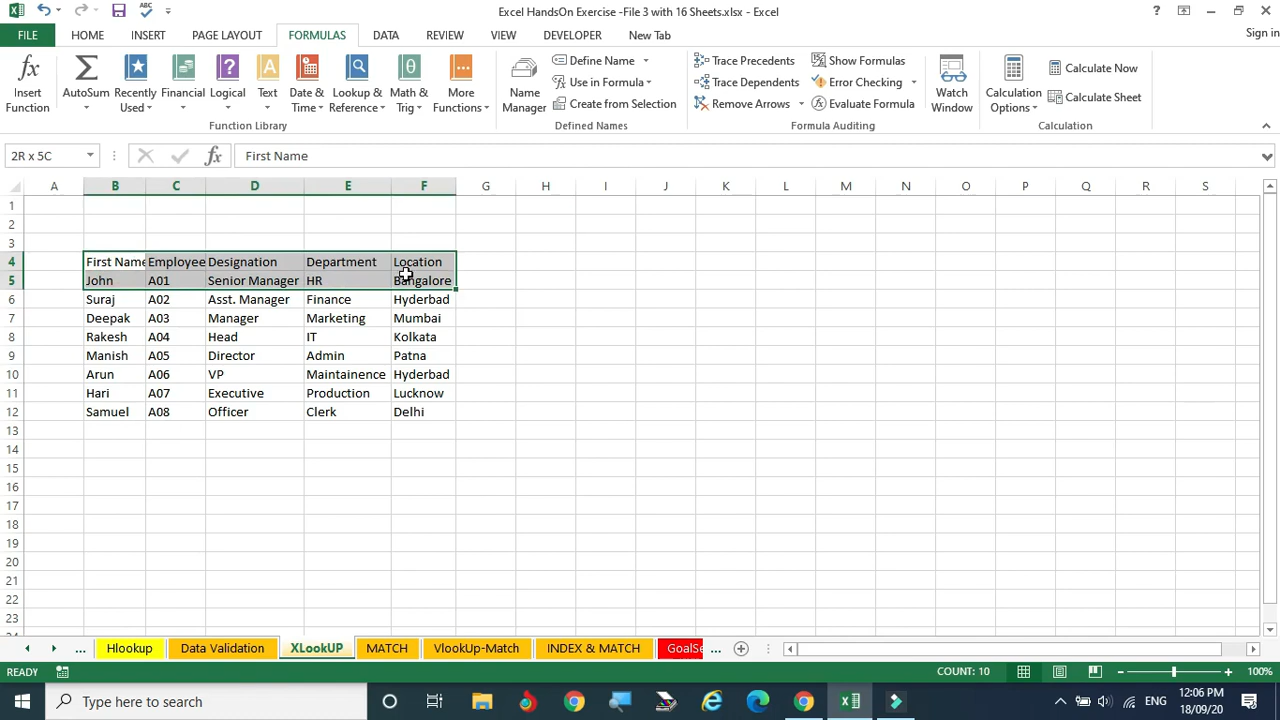 Excel HandsOn Exercise -File 3 with 16 Sheets.xlsx - Excel
FILE HOME INSERT PAGE LAYOUT FORMULAS DATA REVIEW VIEW DEVELOPER New Tab Sign in
Insert Function
AutoSum
Recently Used
Financial
Logical
Text
Date & Time
Lookup & Reference
Math & Trig
More Functions
Function Library
Name Manager
Define Name
Use in Formula
Create from Selection
Defined Names
Trace Precedents
Trace Dependents
Remove Arrows
Show Formulas
Error Checking
Evaluate Formula
Formula Auditing
Watch Window
Calculation Options
Calculate Now
Calculate Sheet
Calculation
2R x 5C fx First Name
A B C D E F G H I J K L M N O P Q R S
1
2
3
4 First Name Employee Designation Department Location
5 John A01 Senior Manager HR Bangalore
6 Suraj A02 Asst. Manager Finance Hyderbad
7 Deepak A03 Manager Marketing Mumbai
8 Rakesh A04 Head IT Kolkata
9 Manish A05 Director Admin Patna
10 Arun A06 VP Maintainence Hyderbad
11 Hari A07 Executive Production Lucknow
12 Samuel A08 Officer Clerk Delhi
13
14
15
16
17
18
19
20
21
22
23
... Hlookup Data Validation XLookUP MATCH VlookUp-Match INDEX & MATCH GoalSe ...
READY COUNT: 10 100%
Type here to search ENG 12:06 PM
18/09/20